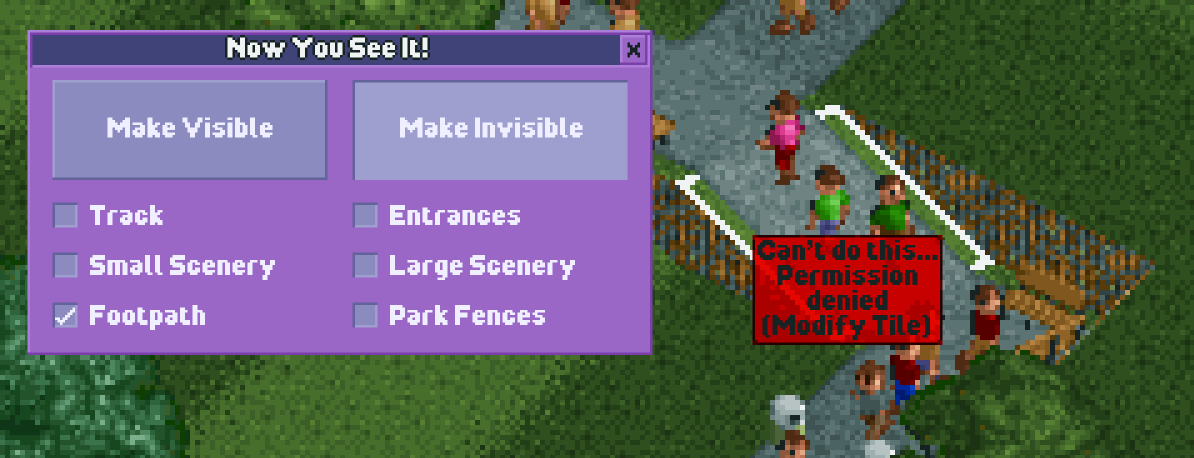 Now You See It!
Make Visible
Make Invisible
Track
Entrances
Small Scenery
Large Scenery
Footpath
Park Fences
Can't do this...
Permission
denied
(Modify Tile)